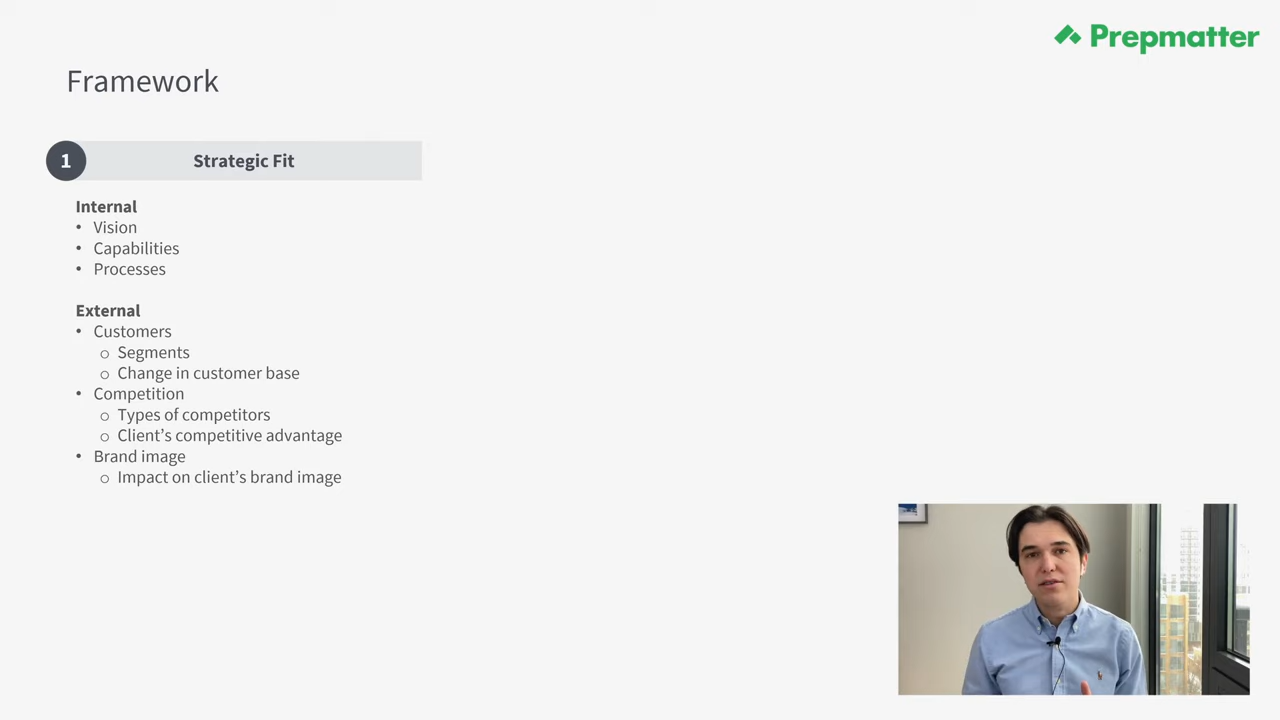 Prepmatter
Framework
1 Strategic Fit
Internal
• Vision
• Capabilities
• Processes
External
• Customers
o Segments
o Change in customer base
• Competition
o Types of competitors
o Client’s competitive advantage
• Brand image
o Impact on client’s brand image